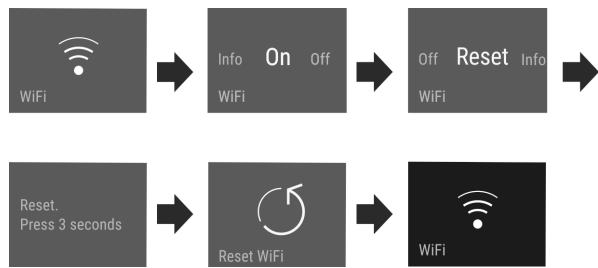 WiFi
Info On Off
WiFi
Off Reset Info
WiFi
Reset.
Press 3 seconds
Reset WiFi
WiFi